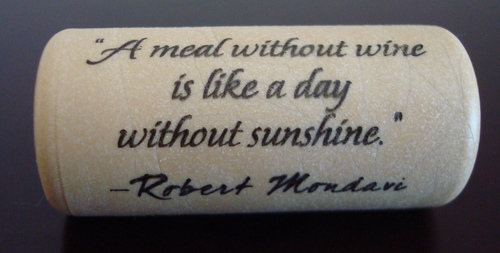 "A meal without wine
is like a day
without sunshine."
—Robert Mondavi